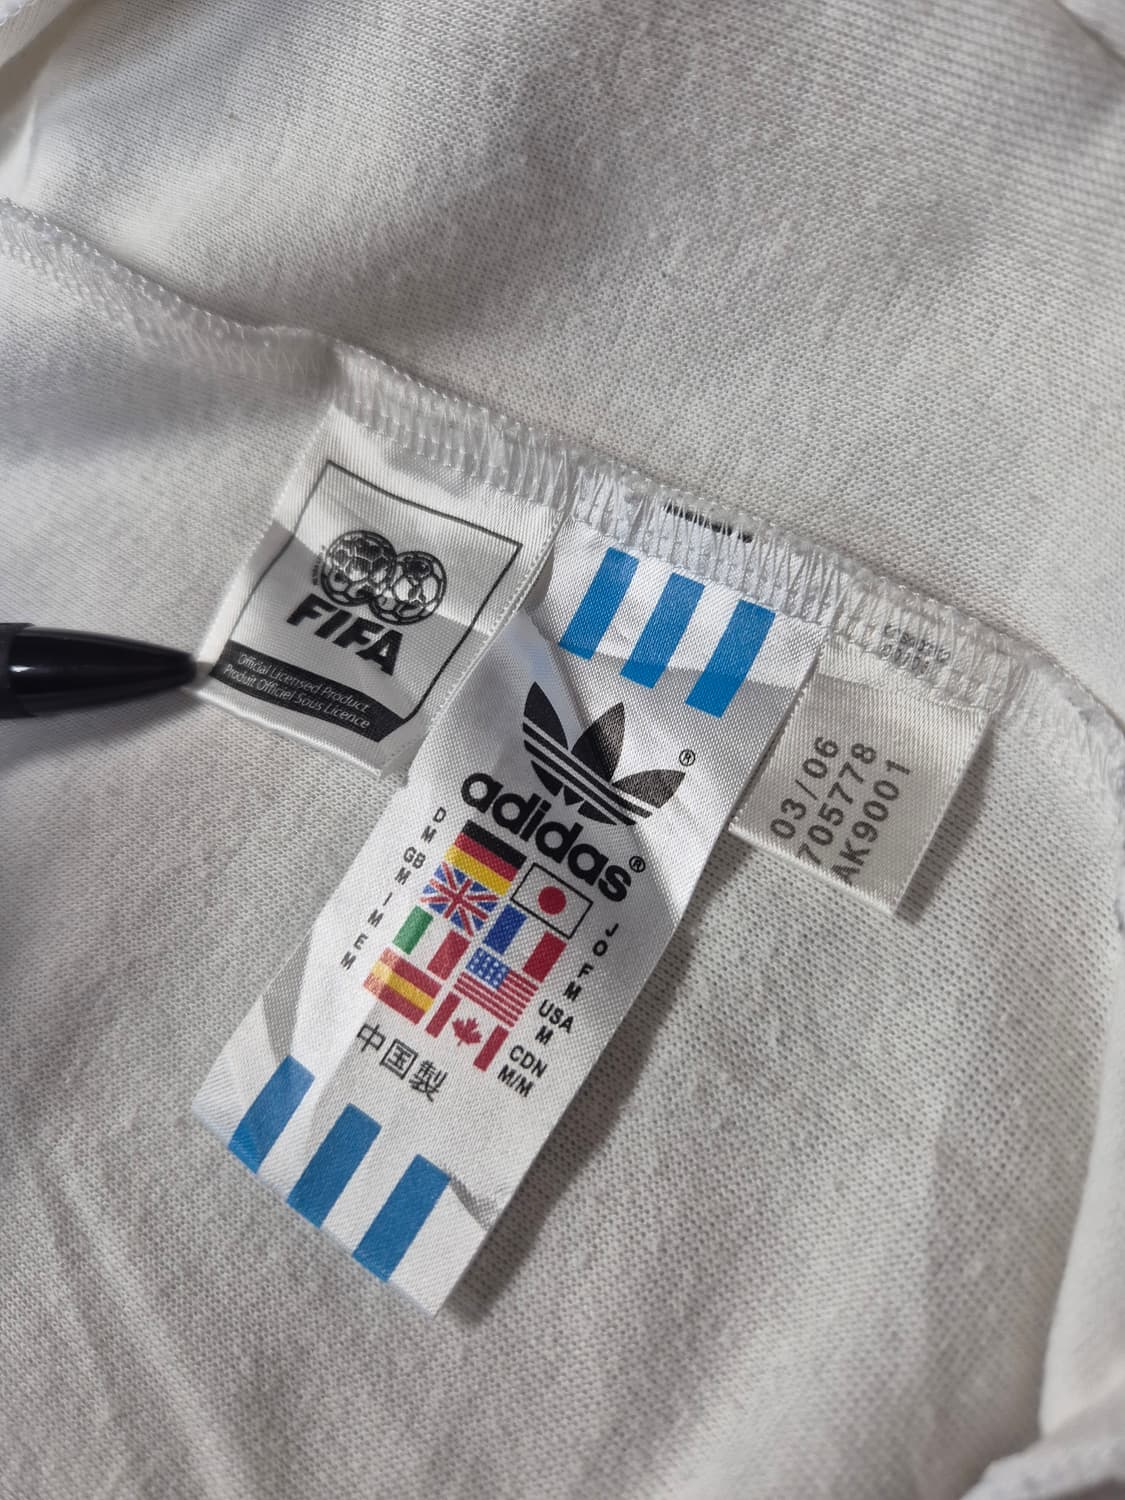 FIFA
Official Licensed Product
Produit Officiel Sous Licence
adidas®
D
M
GB
M
I
M
E
M
J
O
F
M
USA
M
CDN
M/M
中国製
03/06
705778
AK9001